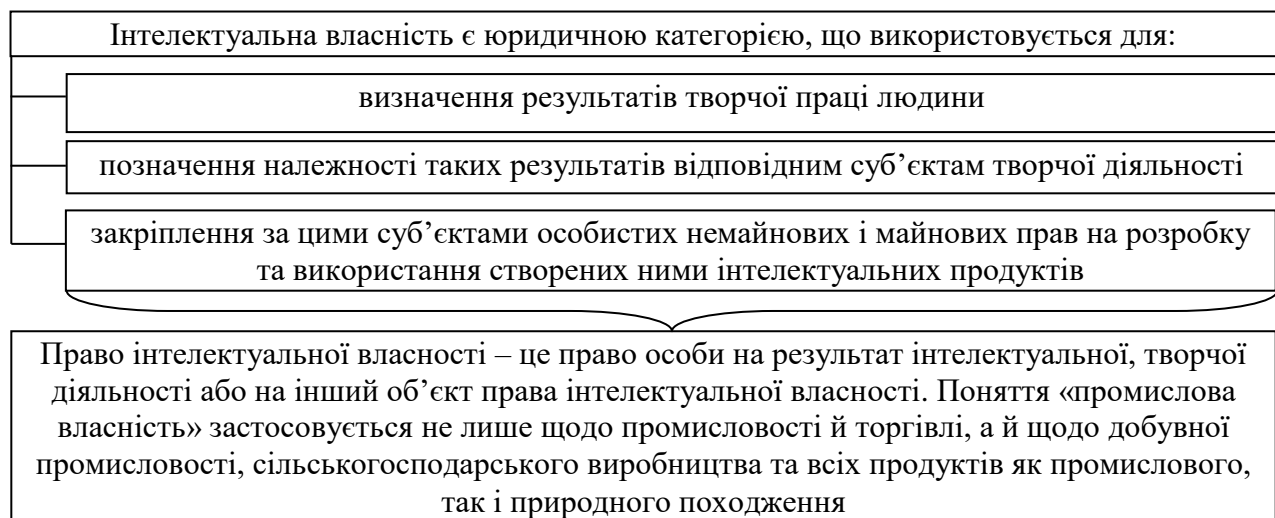 Інтелектуальна власність є юридичною категорією, що використовується для:
визначення результатів творчої праці людини
позначення належності таких результатів відповідним суб’єктам творчої діяльності
закріплення за цими суб’єктами особистих немайнових і майнових прав на розробку
та використання створених ними інтелектуальних продуктів
Право інтелектуальної власності – це право особи на результат інтелектуальної, творчої
діяльності або на інший об’єкт права інтелектуальної власності. Поняття «промислова
власність» застосовується не лише щодо промисловості й торгівлі, а й щодо добувної
промисловості, сільськогосподарського виробництва та всіх продуктів як промислового,
так і природного походження